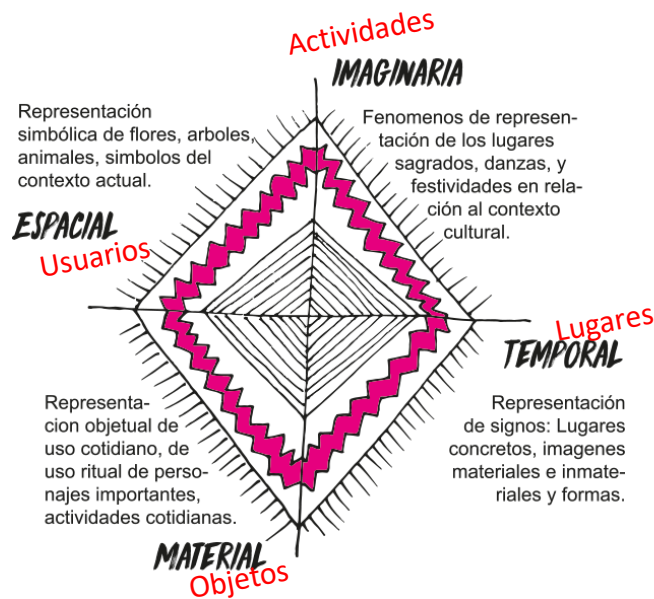 Actividades
IMAGINARIA
Representación
simbólica de flores, arboles,
animales, simbolos del
contexto actual.
Fenomenos de represen-
tación de los lugares
sagrados, danzas, y
festividades en rela-
ción al contexto
cultural.
ESPACIAL
Usuarios
Lugares
TEMPORAL
Representa-
cion objetual de
uso cotidiano, de
uso ritual de perso-
najes importantes,
actividades cotidianas.
Representación
de signos: Lugares
concretos, imagenes
materiales e inmate-
riales y formas.
MATERIAL
Objetos